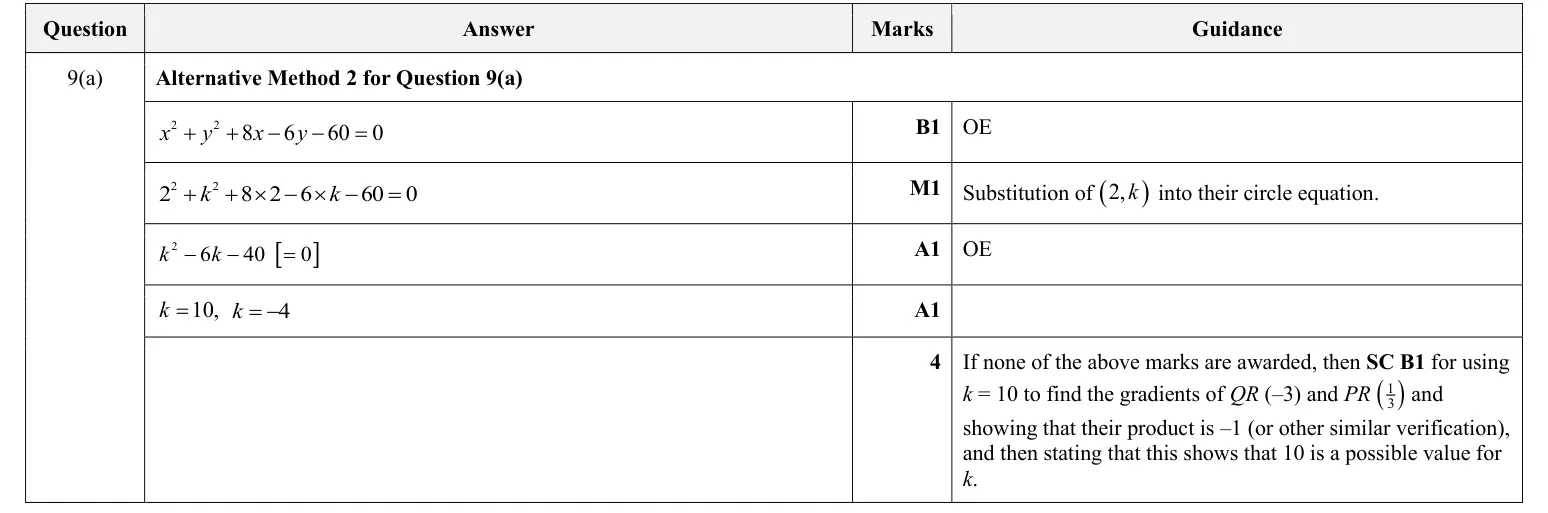 Question Answer Marks Guidance
9(a) Alternative Method 2 for Question 9(a)
x² + y² + 8x − 6y − 60 = 0 B1 OE
2² + k² + 8×2 − 6×k − 60 = 0 M1 Substitution of (2, k) into their circle equation.
k² − 6k − 40 [= 0] A1 OE
k = 10, k = −4 A1
4 If none of the above marks are awarded, then SC B1 for using
k = 10 to find the gradients of QR (–3) and PR (1/3) and
showing that their product is –1 (or other similar verification),
and then stating that this shows that 10 is a possible value for
k.